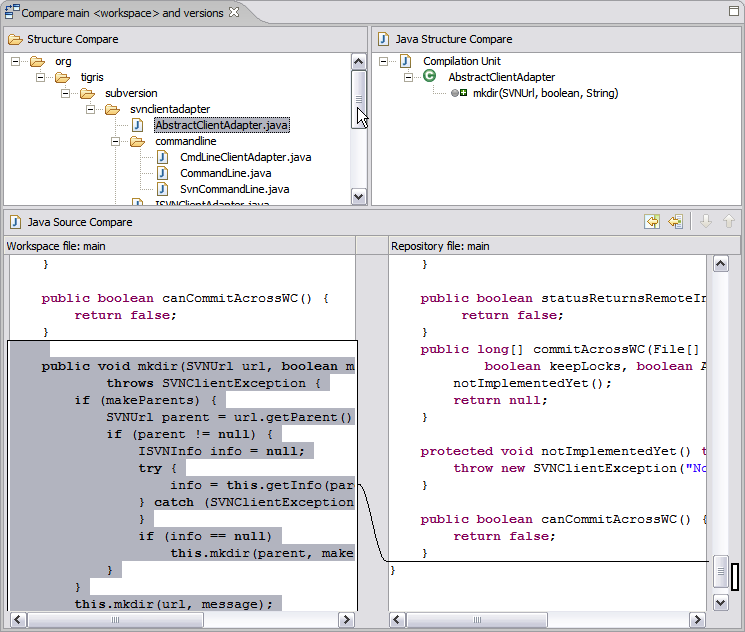 Compare main <workspace> and versions
Structure Compare
org
tigris
subversion
svnclientadapter
AbstractClientAdapter.java
commandline
CmdLineClientAdapter.java
CommandLine.java
SvnCommandLine.java
ISVNClientAdapter.java
Java Structure Compare
Compilation Unit
AbstractClientAdapter
mkdir(SVNUrl, boolean, String)
Java Source Compare
Workspace file: main
}
public boolean canCommitAcrossWC() {
return false;
}
public void mkdir(SVNUrl url, boolean m
throws SVNClientException {
if (makeParents) {
SVNUrl parent = url.getParent()
if (parent != null) {
ISVNInfo info = null;
try {
info = this.getInfo(par
} catch (SVNClientException
}
if (info == null)
this.mkdir(parent, make
}
}
this.mkdir(url, message);
Repository file: main
}
public boolean statusReturnsRemoteIn
return false;
}
public long[] commitAcrossWC(File[]
boolean keepLocks, boolean A
notImplementedYet();
return null;
}
protected void notImplementedYet() t
throw new SVNClientException("No
}
public boolean canCommitAcrossWC() {
return false;
}
}